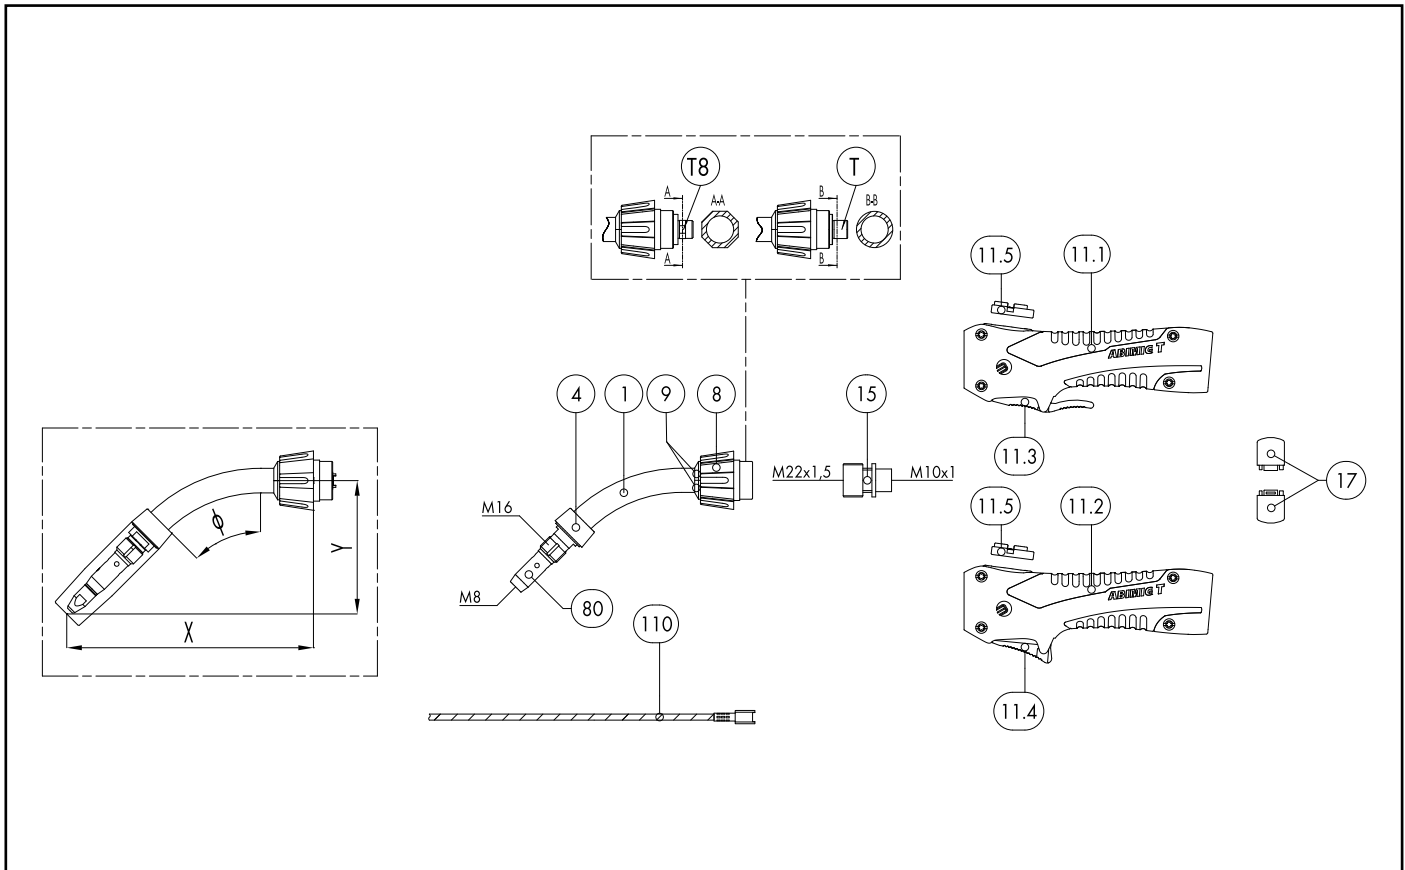 T8
T
A
A-A
B
B-B
A
B
11.5
11.1
ABIMIG T
4
1
9
8
15
11.3
M22x1,5
M10x1
17
M16
11.5
11.2
ϕ
Y
ABIMIG T
M8
80
110
X
11.4